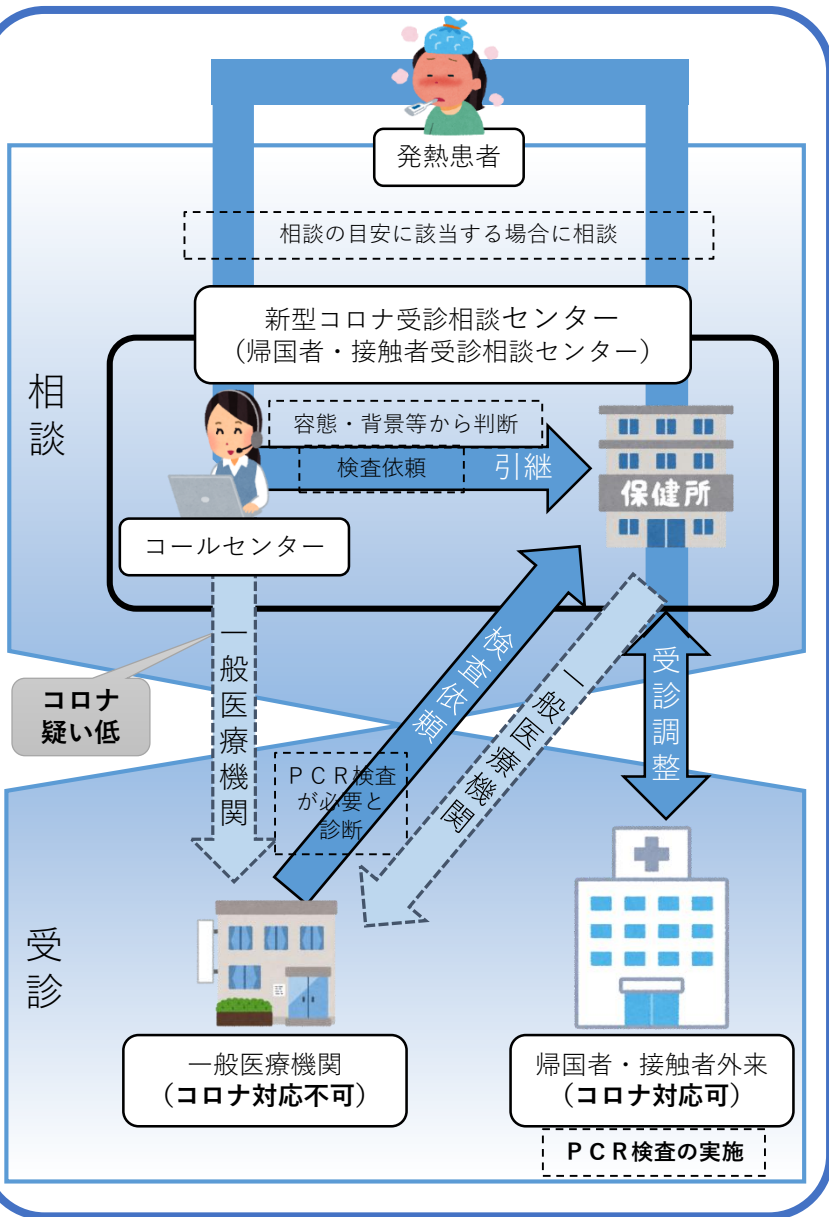 発熱患者
相談の目安に該当する場合に相談
新型コロナ受診相談センター
（帰国者・接触者受診相談センター）
相談
容態・背景等から判断
検査依頼
引継
保健所
コールセンター
一般医療機関
コロナ
疑い低
検査依頼
一般医療機関
受診調整
ＰＣＲ検査
が必要と
診断
受診
一般医療機関
（コロナ対応不可）
帰国者・接触者外来
（コロナ対応可）
ＰＣＲ検査の実施